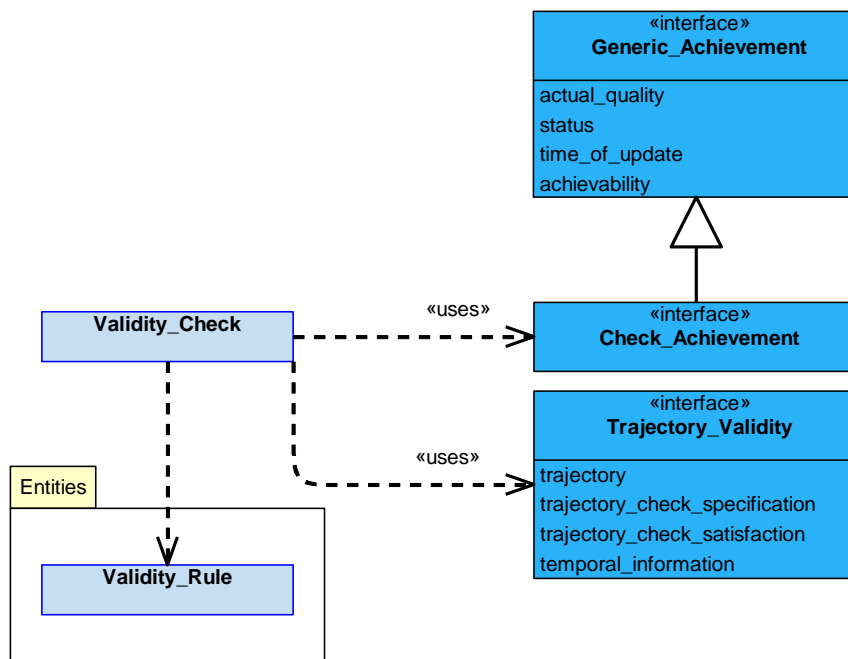 «interface»
Generic_Achievement
actual_quality
status
time_of_update
achievability
Validity_Check
«uses»
«interface»
Check_Achievement
«uses»
«interface»
Trajectory_Validity
trajectory
trajectory_check_specification
trajectory_check_satisfaction
temporal_information
Entities
Validity_Rule